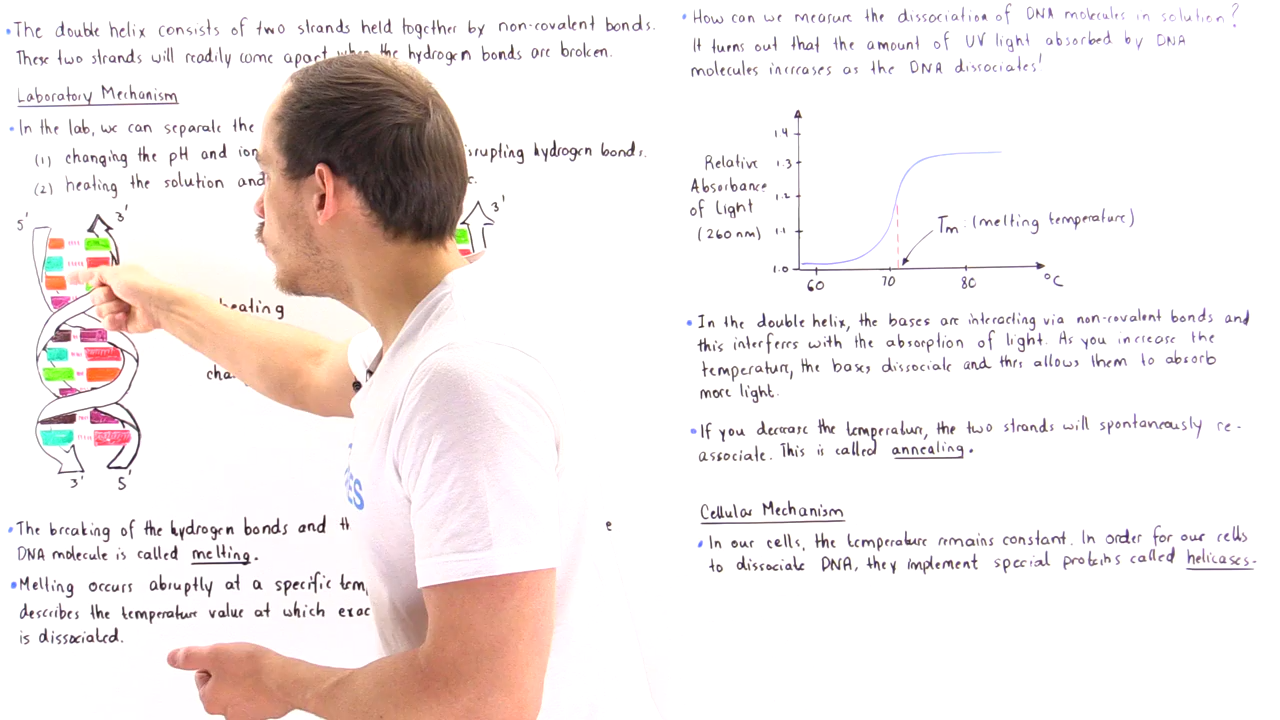 •The double helix consists of two strands held together by non-covalent bonds.
These two strands will readily come apart when the hydrogen bonds are broken.
Laboratory Mechanism
•In the lab, we can separate the
(1) changing the pH and ion
srupting hydrogen bonds.
(2) heating the solution and
c.
5'
3'
3'
heating
cha
3'
5'
•The breaking of the hydrogen bonds and th
e
DNA molecule is called melting.
•Melting occurs abruptly at a specific tem
describes the temperature value at which exac
is dissociated.
ES
•How can we measure the dissociation of DNA molecules in solution?
It turns out that the amount of UV light absorbed by DNA
molecules increases as the DNA dissociates!
Relative
Absorbance
of Light
(260 nm)
1.4
1.3
1.2
1.1
1.0
60
70
80
°C
Tm : (melting temperature)
•In the double helix, the bases are interacting via non-covalent bonds and
this interferes with the absorption of light. As you increase the
temperature, the bases dissociate and thrs allows them to absorb
more light.
•If you decrease the temperature, the two strands will spontaneously re-
associate. This is called annealing.
Cellular Mechanism
•In our cells, the temperature remains constant. In order for our cells
to dissociate DNA, they implement special proteins called helicases.